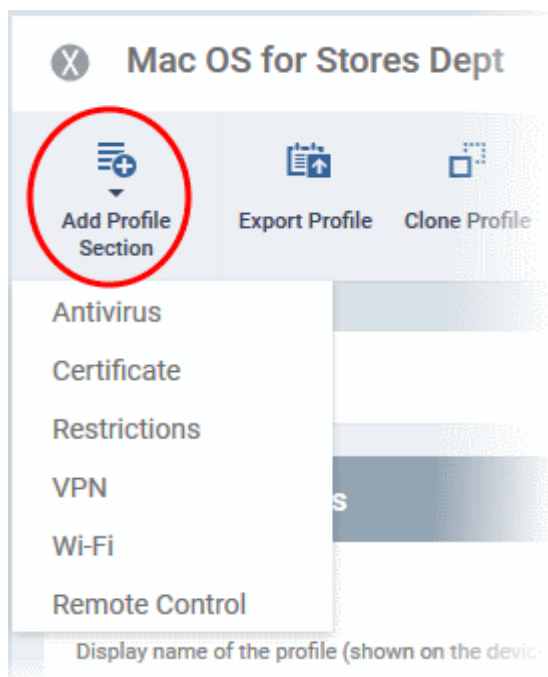 X
Mac OS for Stores Dept
Add Profile
Section
Export Profile
Clone Profile
Antivirus
Certificate
Restrictions
VPN
s
Wi-Fi
Remote Control
Display name of the profile (shown on the devic